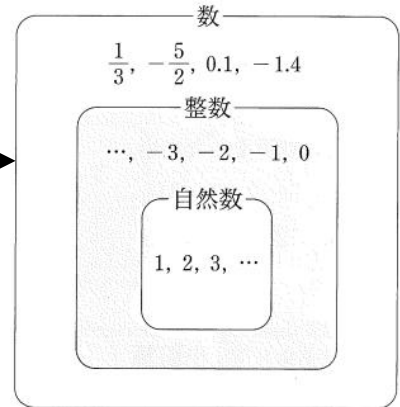 数
1/3, −5/2, 0.1, −1.4
整数
…, −3, −2, −1, 0
自然数
1, 2, 3, …